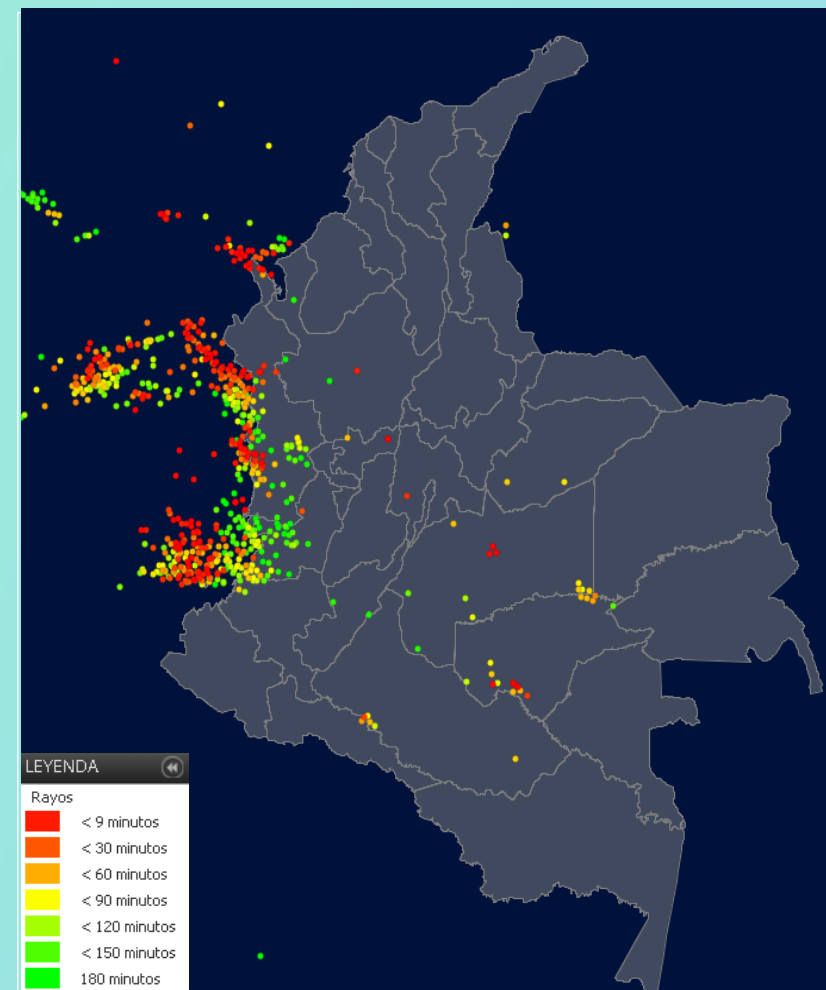 LEYENDA
Rayos
< 9 minutos
< 30 minutos
< 60 minutos
< 90 minutos
< 120 minutos
< 150 minutos
180 minutos